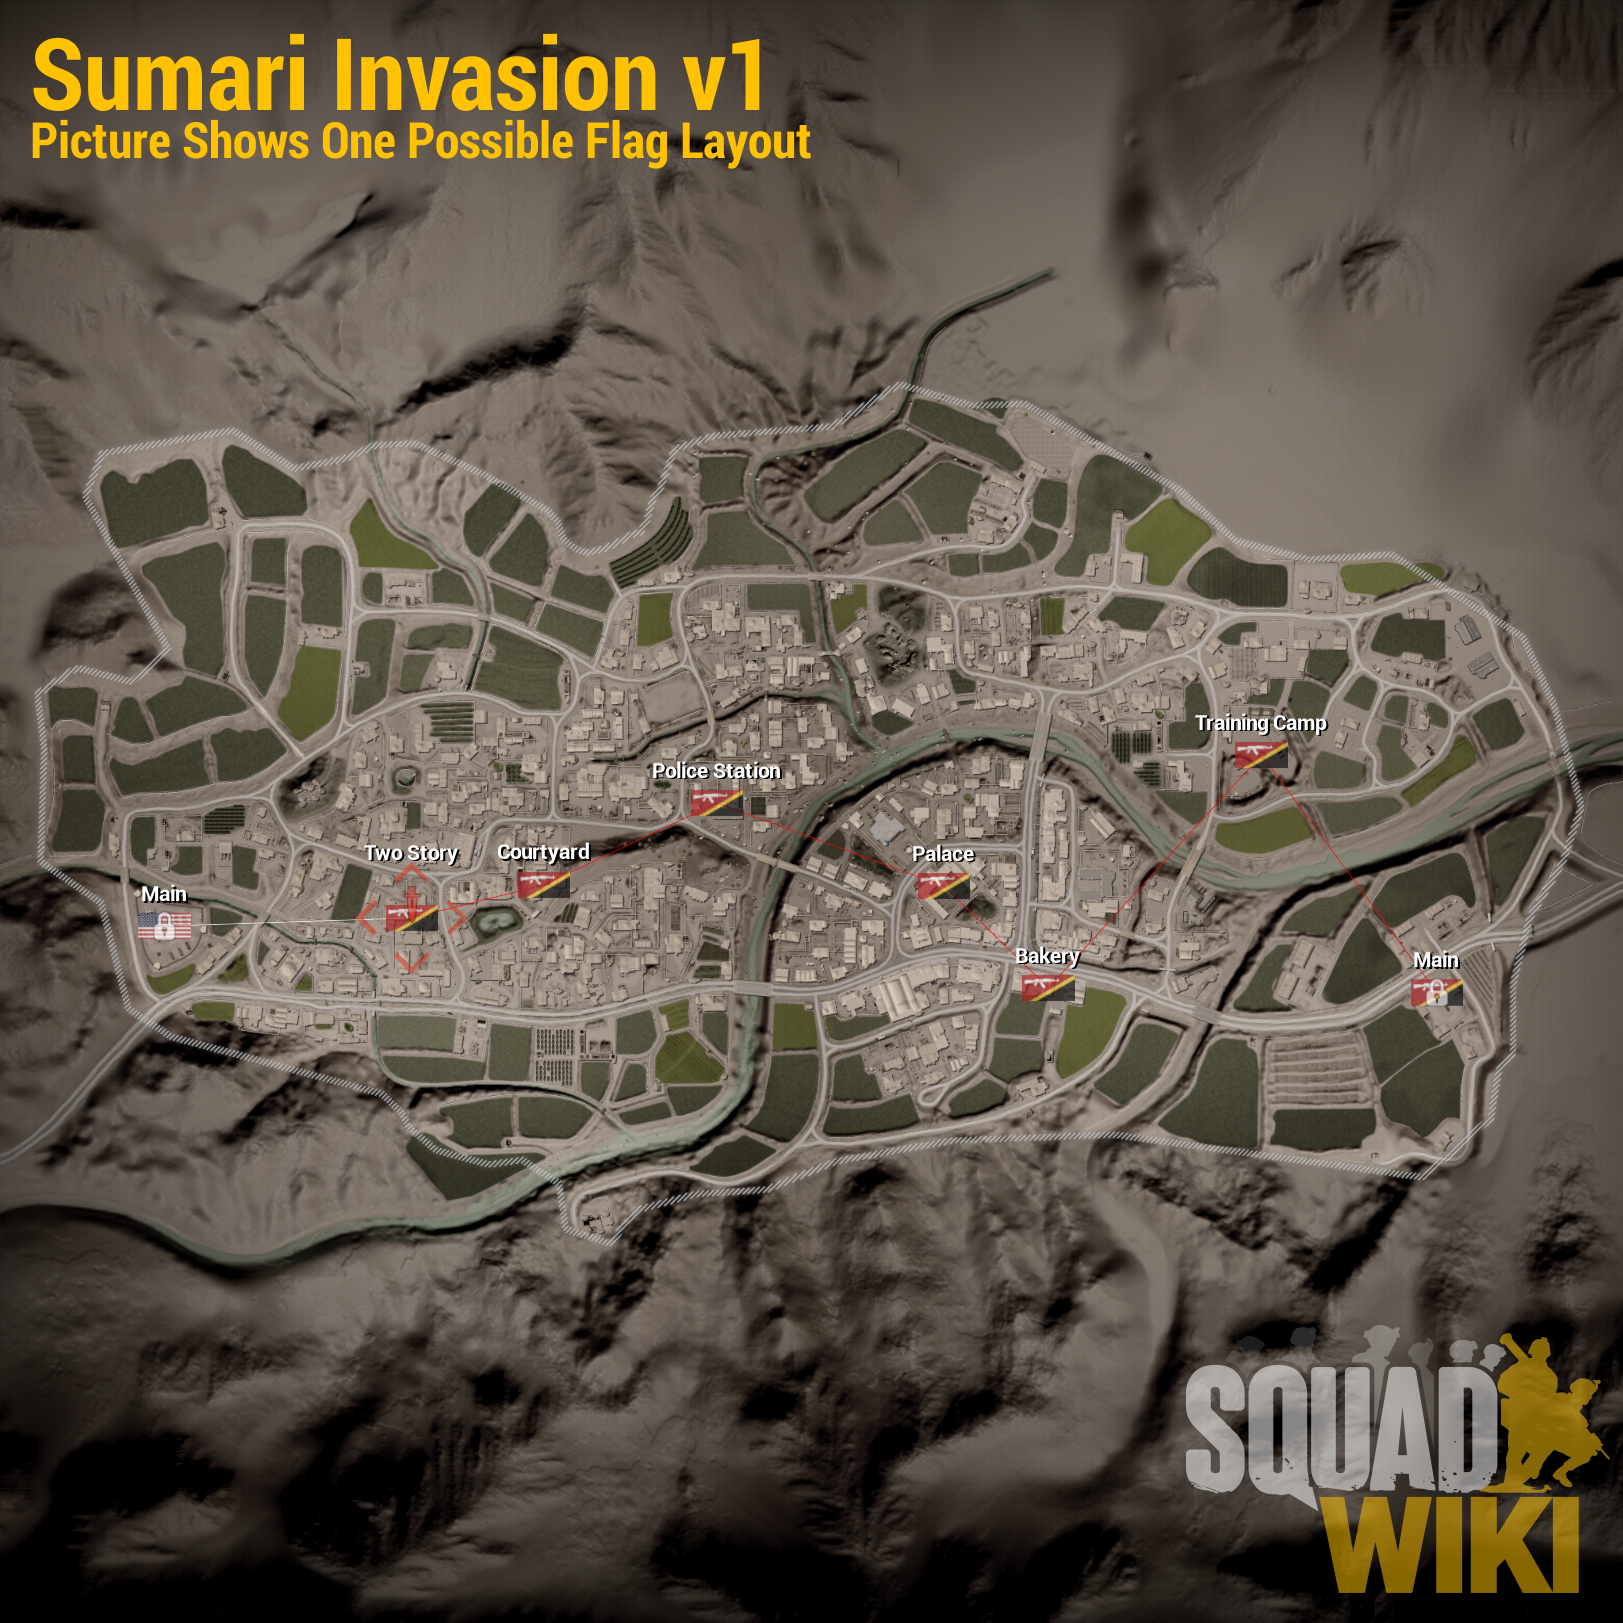 Sumari Invasion v1
Picture Shows One Possible Flag Layout
Training Camp
Police Station
Two Story
Courtyard
Palace
Main
Bakery
Main
SQUAD
WIKI